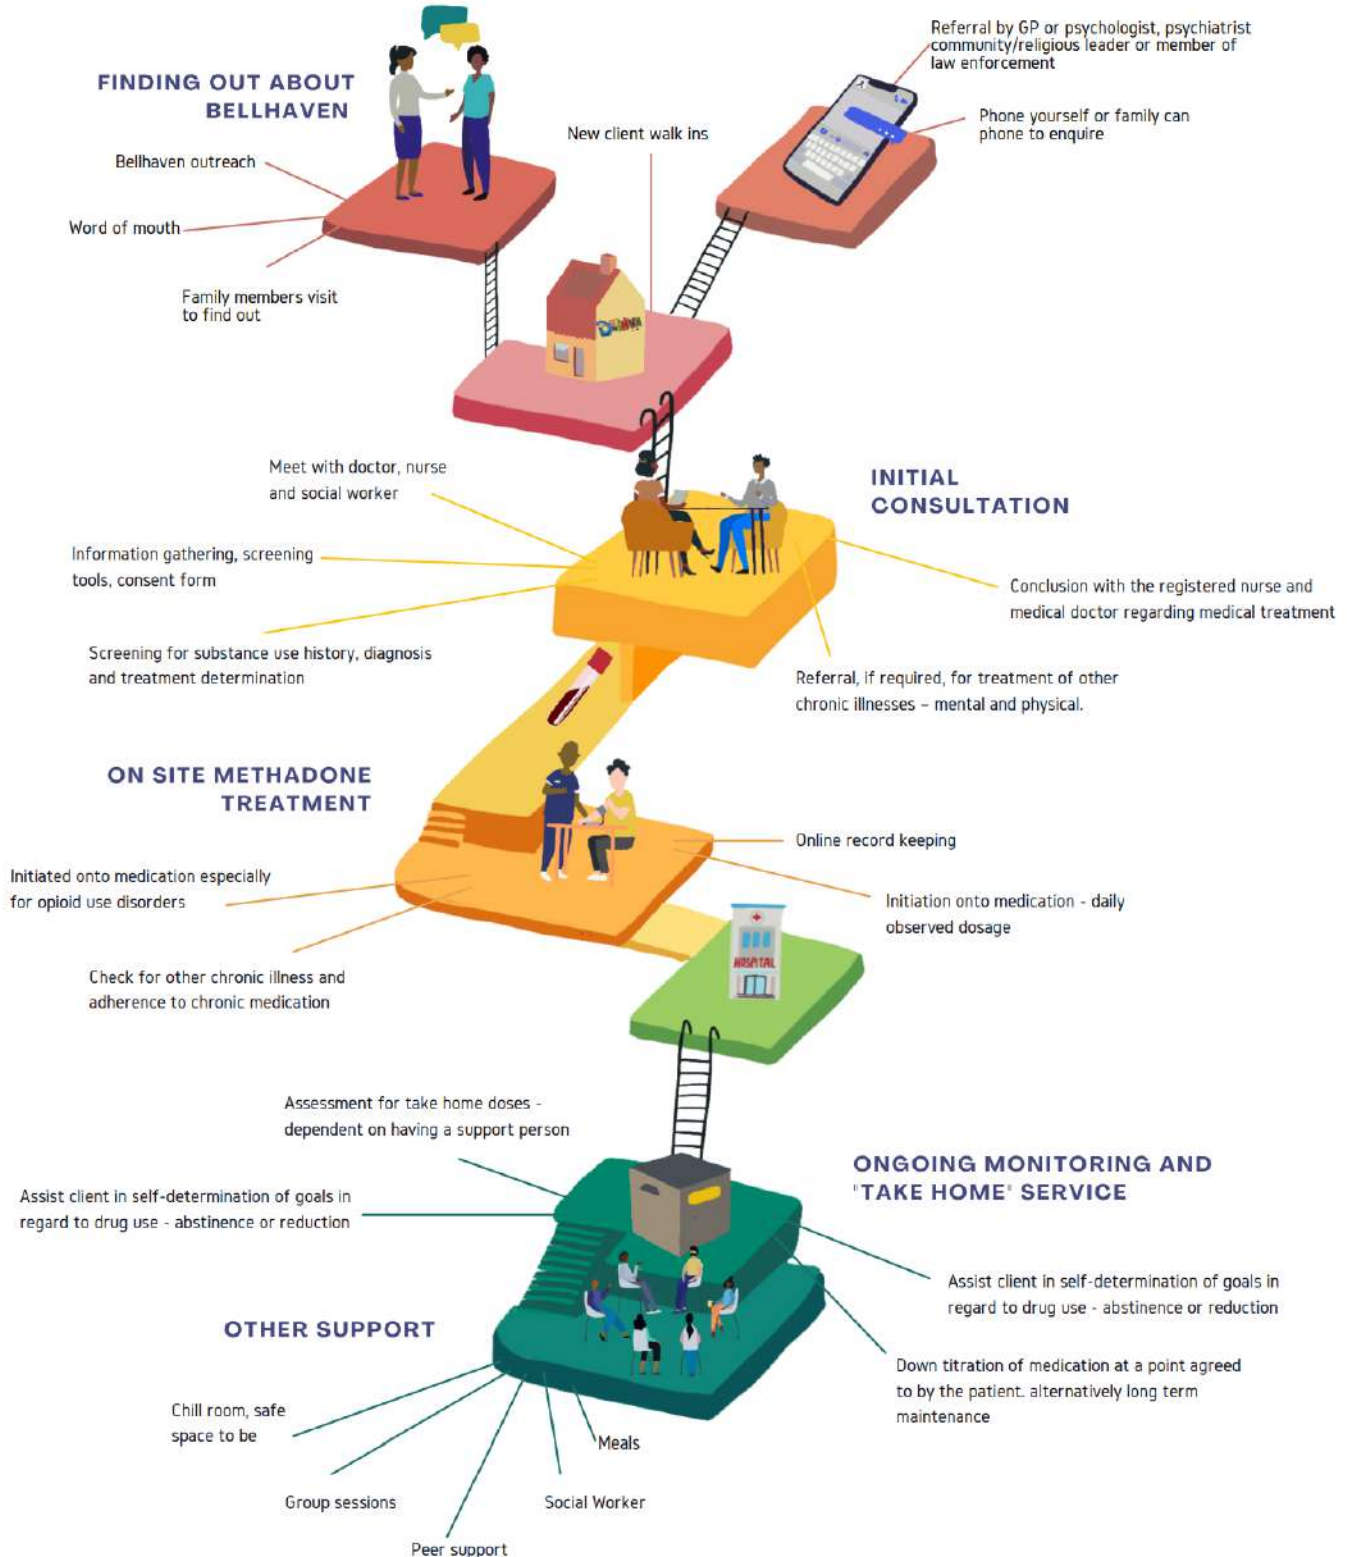 Referral by GP or psychologist, psychiatrist
community/religious leader or member of
law enforcement
FINDING OUT ABOUT
BELLHAVEN
Phone yourself or family can
phone to enquire
New client walk ins
Bellhaven outreach
Word of mouth
Family members visit
to find out
Meet with doctor, nurse
and social worker
INITIAL
CONSULTATION
Information gathering, screening
tools, consent form
Conclusion with the registered nurse and
medical doctor regarding medical treatment
Screening for substance use history, diagnosis
and treatment determination
Referral, if required, for treatment of other
chronic illnesses – mental and physical.
ON SITE METHADONE
TREATMENT
Online record keeping
Initiated onto medication especially
for opioid use disorders
Initiation onto medication - daily
observed dosage
HOSPITAL
Check for other chronic illness and
adherence to chronic medication
Assessment for take home doses -
dependent on having a support person
ONGOING MONITORING AND
"TAKE HOME" SERVICE
Assist client in self-determination of goals in
regard to drug use - abstinence or reduction
Assist client in self-determination of goals in
regard to drug use - abstinence or reduction
OTHER SUPPORT
Down titration of medication at a point agreed
to by the patient. alternatively long term
maintenance
Chill room, safe
space to be
Meals
Group sessions
Social Worker
Peer support